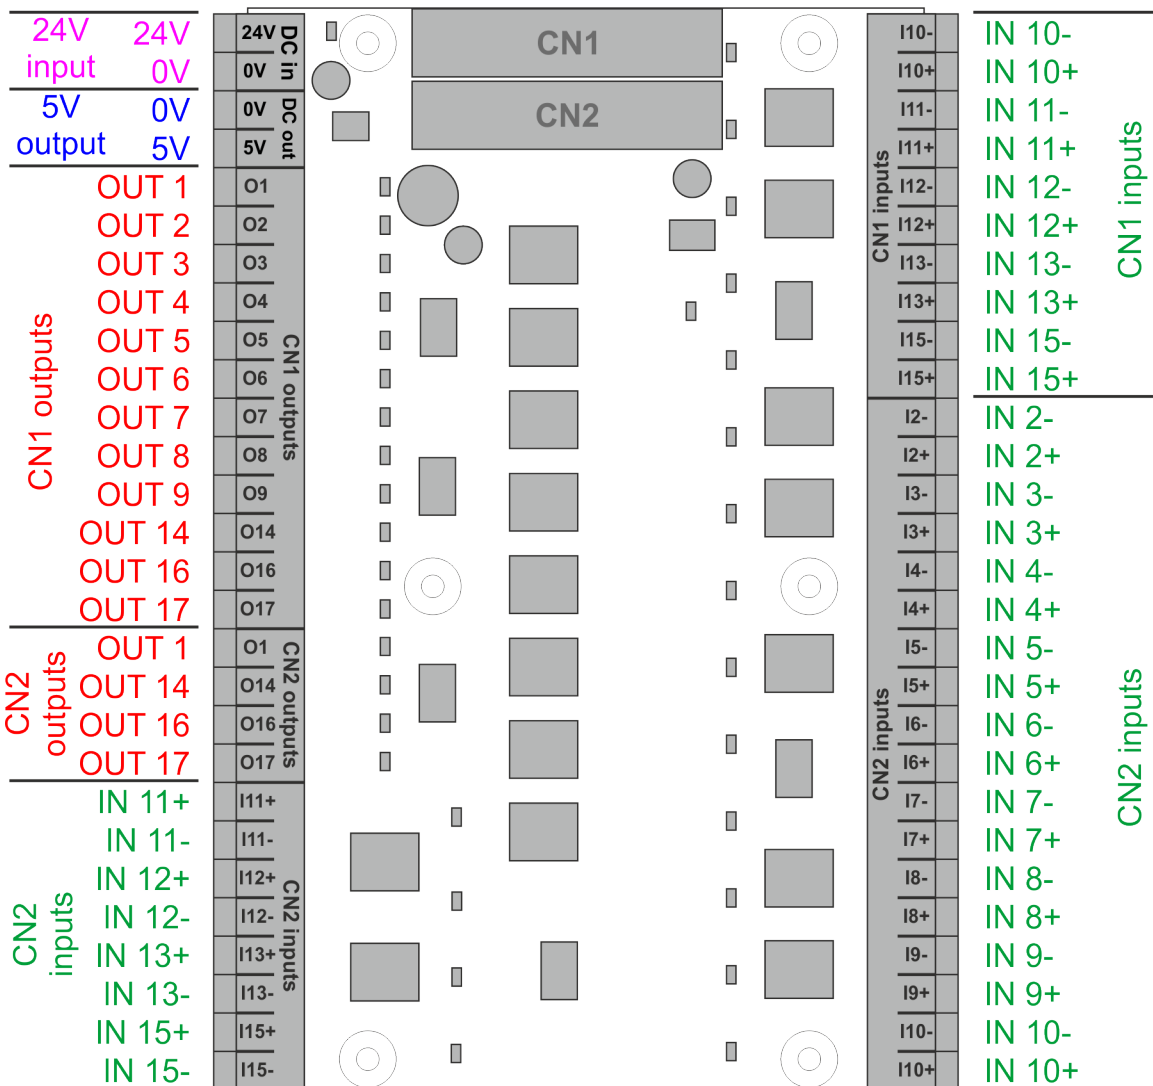 24V 24V
input 0V
5V 0V
output 5V
OUT 1
OUT 2
OUT 3
OUT 4
OUT 5
OUT 6
OUT 7
OUT 8
OUT 9
OUT 14
OUT 16
OUT 17
CN1 outputs
OUT 1
OUT 14
OUT 16
OUT 17
CN2
outputs
IN 11+
IN 11-
IN 12+
IN 12-
IN 13+
IN 13-
IN 15+
IN 15-
CN2
inputs
24V
0V
DC in
0V
5V
DC out
O1
O2
O3
O4
O5
O6
O7
O8
O9
O14
O16
O17
CN1 outputs
O1
O14
O16
O17
CN2 outputs
I11+
I11-
I12+
I12-
I13+
I13-
I15+
I15-
CN2 inputs
CN1
CN2
I10-
I10+
I11-
I11+
I12-
I12+
I13-
I13+
I15-
I15+
CN1 inputs
I2-
I2+
I3-
I3+
I4-
I4+
I5-
I5+
I6-
I6+
I7-
I7+
I8-
I8+
I9-
I9+
I10-
I10+
CN2 inputs
IN 10-
IN 10+
IN 11-
IN 11+
IN 12-
IN 12+
IN 13-
IN 13+
IN 15-
IN 15+
CN1 inputs
IN 2-
IN 2+
IN 3-
IN 3+
IN 4-
IN 4+
IN 5-
IN 5+
IN 6-
IN 6+
IN 7-
IN 7+
IN 8-
IN 8+
IN 9-
IN 9+
IN 10-
IN 10+
CN2 inputs